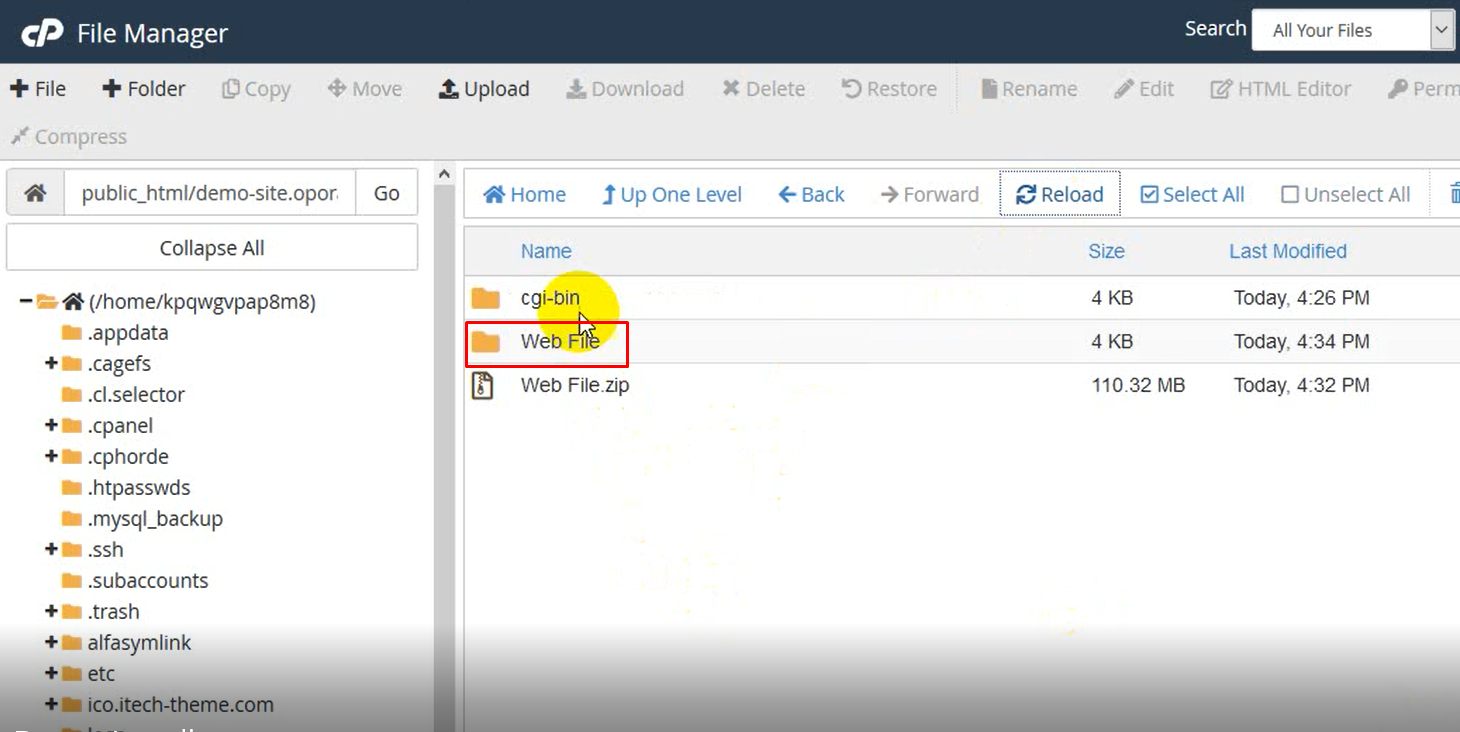 cP File Manager
Search All Your Files
File Folder Copy Move Upload Download Delete Restore Rename Edit HTML Editor
Compress
public_html/demo-site.opor Go
Home Up One Level Back Forward Reload Select All Unselect All
Collapse All
Name Size Last Modified
(/home/kpqwgvpap8m8)
cgi-bin 4 KB Today, 4:26 PM
Web File 4 KB Today, 4:34 PM
Web File.zip 110.32 MB Today, 4:32 PM
.appdata
.cagefs
.cl.selector
.cpanel
.cphorde
.htpasswds
.mysql_backup
.ssh
.subaccounts
.trash
alfasymlink
etc
ico.itech-theme.com